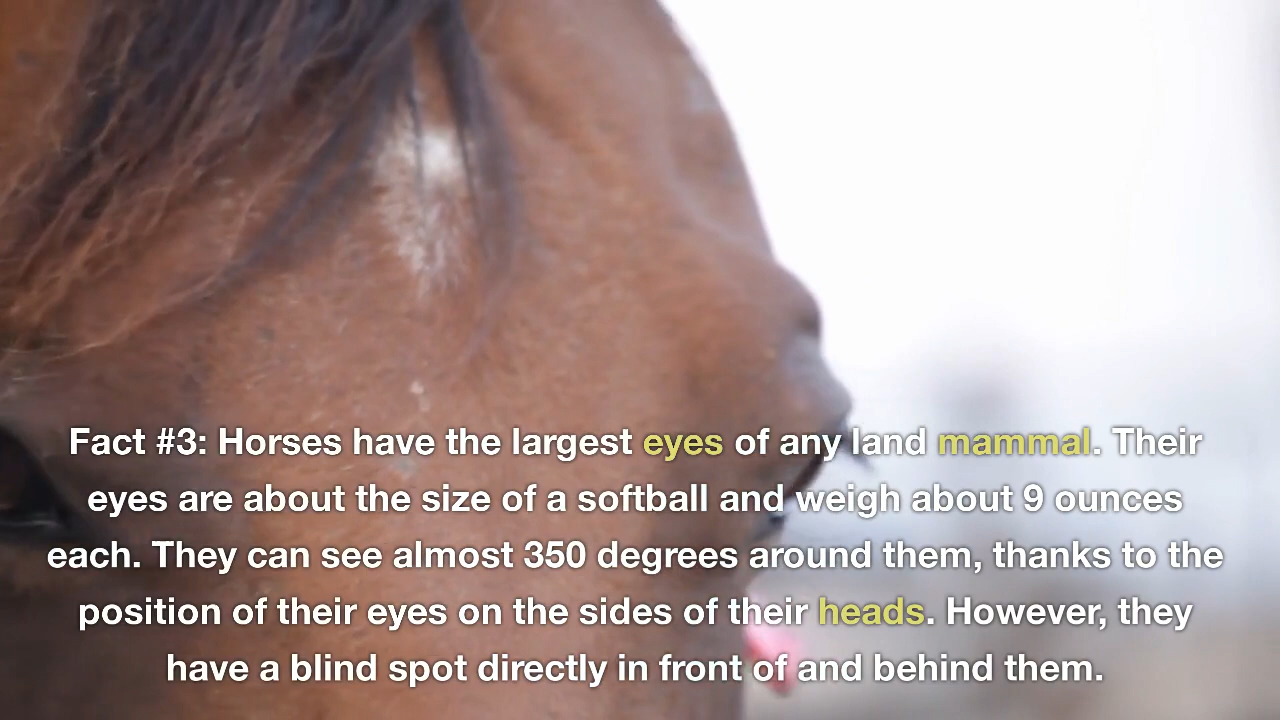 Fact #3: Horses have the largest eyes of any land mammal. Their
eyes are about the size of a softball and weigh about 9 ounces
each. They can see almost 350 degrees around them, thanks to the
position of their eyes on the sides of their heads. However, they
have a blind spot directly in front of and behind them.